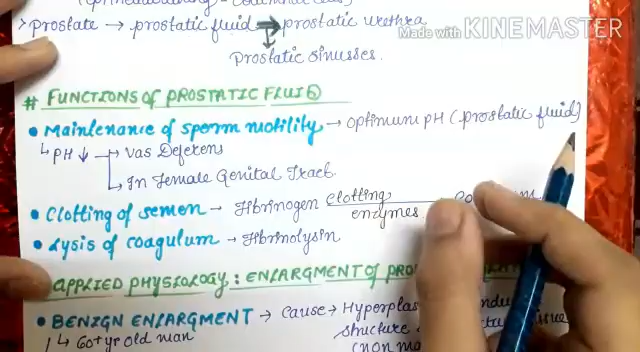 > Prostate → prostatic fluid → prostatic urethra
Made with KINEMASTER
Prostatic Sinusses.
# FUNCTIONS OF PROSTATIC FLUID
• Maintenance of sperm motility → optimum pH (prostatic fluid)
↳ PH ↓ → Vas Deferens
↳ In Female Genital Tract
• Clotting of semen → Fibrinogen clotting enzymes
• Lysis of coagulum → Fibrinolysin
APPLIED PHYSIOLOGY: ENLARGMENT OF
• BENIGN ENLARGMENT → cause →
↳ 60+ yr old man